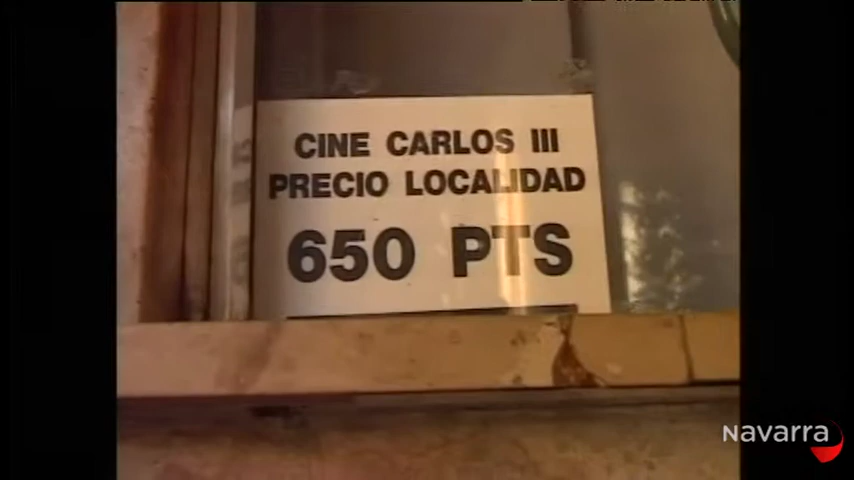 CINE CARLOS III
PRECIO LOCALIDAD
650 PTS
Navarra